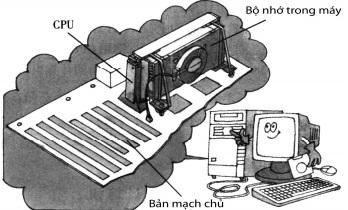 CPU
Bộ nhớ trong máy
Bản mạch chủ